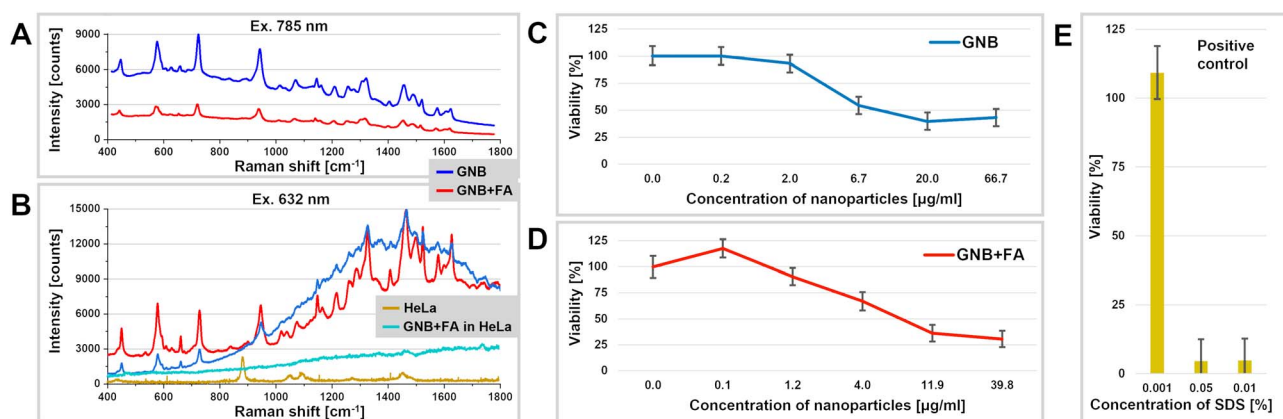 A
Ex. 785 nm
Intensity [counts]
9000
6000
3000
0
400 600 800 1000 1200 1400 1600 1800
Raman shift [cm-1]
GNB
GNB+FA
B
Ex. 632 nm
Intensity [counts]
15000
12000
9000
6000
3000
0
HeLa
GNB+FA in HeLa
400 600 800 1000 1200 1400 1600 1800
Raman shift [cm-1]
C
GNB
Viability [%]
125
100
75
50
25
0
0.0 0.2 2.0 6.7 20.0 66.7
Concentration of nanoparticles [µg/ml]
D
GNB+FA
Viability [%]
125
100
75
50
25
0
0.0 0.1 1.2 4.0 11.9 39.8
Concentration of nanoparticles [µg/ml]
E
Positive
control
Viability [%]
125
100
75
50
25
0
0.001 0.05 0.01
Concentration of SDS [%]